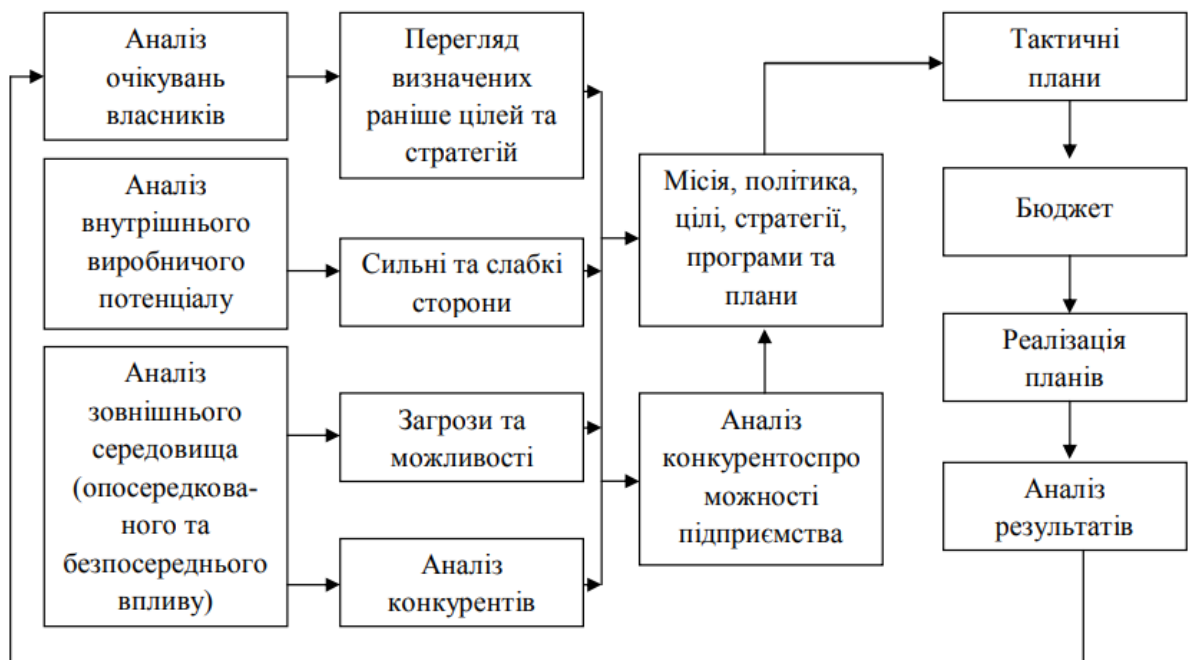 Аналіз
очікувань
власників
Перегляд
визначених
раніше цілей та
стратегій
Тактичні
плани
Аналіз
внутрішнього
виробничого
потенціалу
Сильні та слабкі
сторони
Місія, політика,
цілі, стратегії,
програми та
плани
Бюджет
Реалізація
планів
Аналіз
зовнішнього
середовища
(опосередкова-
ного та
безпосереднього
впливу)
Загрози та
можливості
Аналіз
конкурентів
Аналіз
конкурентоспро
можності
підприємства
Аналіз
результатів